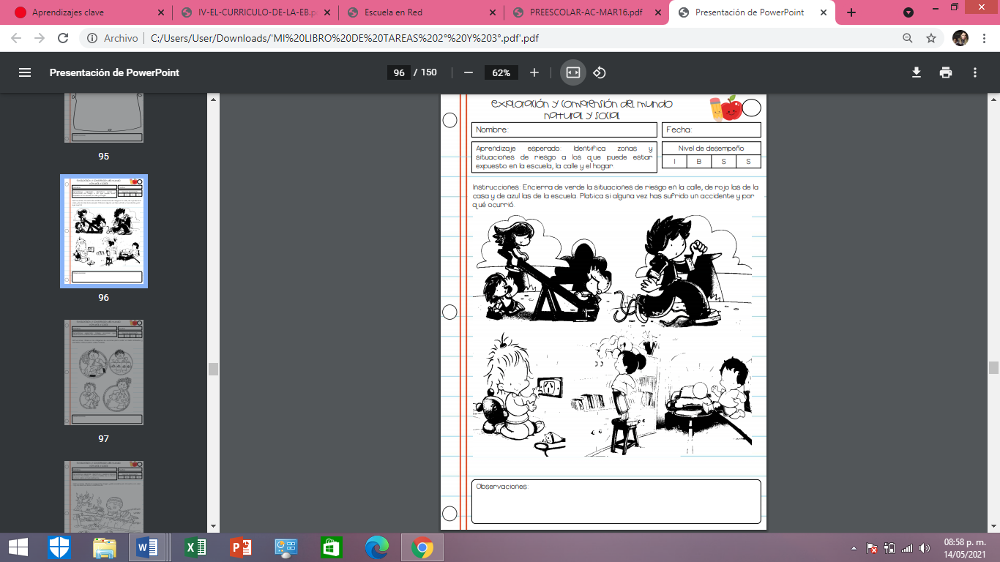 Aprendizajes clave
IV-EL-CURRICULO-DE-LA-EB.p
Escuela en Red
PREESCOLAR-AC-MAR16.pdf
Presentación de PowerPoint
Archivo
C:/Users/User/Downloads/'MI%20LIBRO%20DE%20TAREAS%202°%20Y%203°.pdf'.pdf
Presentación de PowerPoint
96 / 150
62%
95
96
97
Exploración y comprensión del mundo
natural y social
Nombre:
Fecha:
Aprendizaje esperado: Identifica zonas y
situaciones de riesgo a los que puede estar
expuesto en la escuela, la calle y el hogar.
Nivel de desempeño
I B S S
Instrucciones: Encierra de verde la situaciones de riesgo en la calle, de rojo las de la
casa y de azul las de la escuela. Platica si alguna vez has sufrido un accidente y por
qué ocurrió.
Observaciones:
08:58 p. m.
14/05/2021